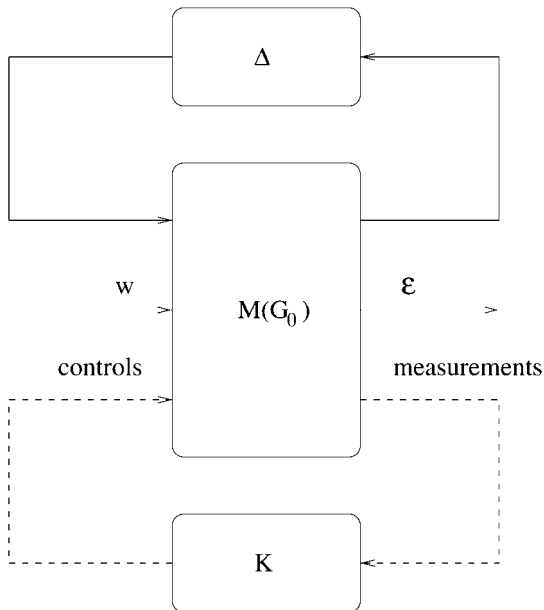 Δ
w
ε
M(G₀)
controls
measurements
K